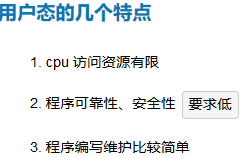 用户态的几个特点
1. cpu 访问资源有限
2. 程序可靠性、安全性 要求低
3. 程序编写维护比较简单